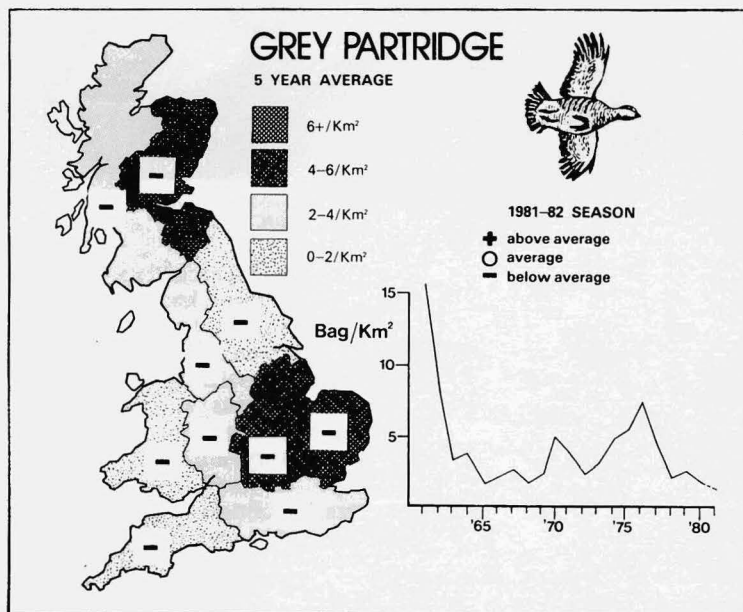 GREY PARTRIDGE
5 YEAR AVERAGE
6+/Km²
4–6/Km²
2–4/Km²
0–2/Km²
1981–82 SEASON
+ above average
○ average
– below average
Bag/Km²
15
10
5
'65
'70
'75
'80